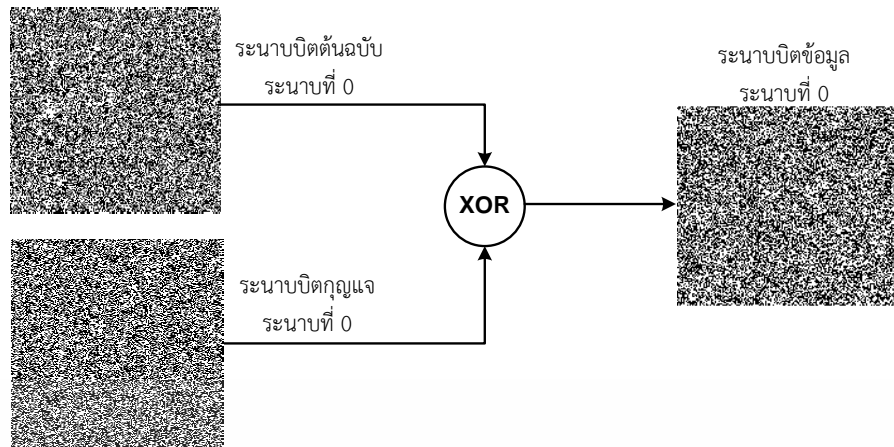 ระนาบบิตต้นฉบับ
ระนาบที่ 0
ระนาบบิตข้อมูล
ระนาบที่ 0
XOR
ระนาบบิตกุญแจ
ระนาบที่ 0